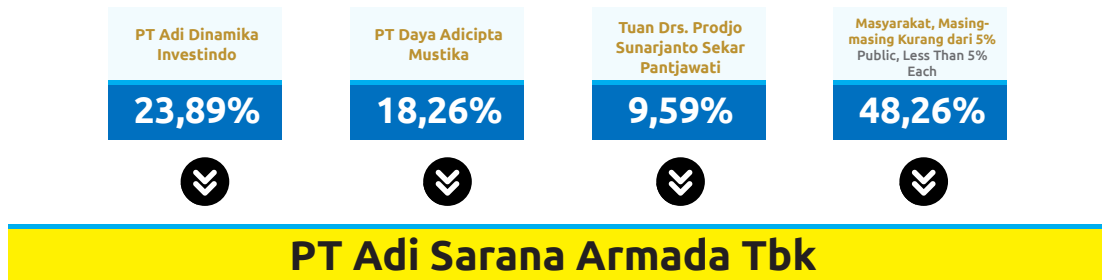 PT Adi Dinamika
Investindo
23,89%
PT Daya Adicipta
Mustika
18,26%
Tuan Drs. Prodjo
Sunarjanto Sekar
Pantjawati
9,59%
Masyarakat, Masing-
masing Kurang dari 5%
Public, Less Than 5%
Each
48,26%
PT Adi Sarana Armada Tbk